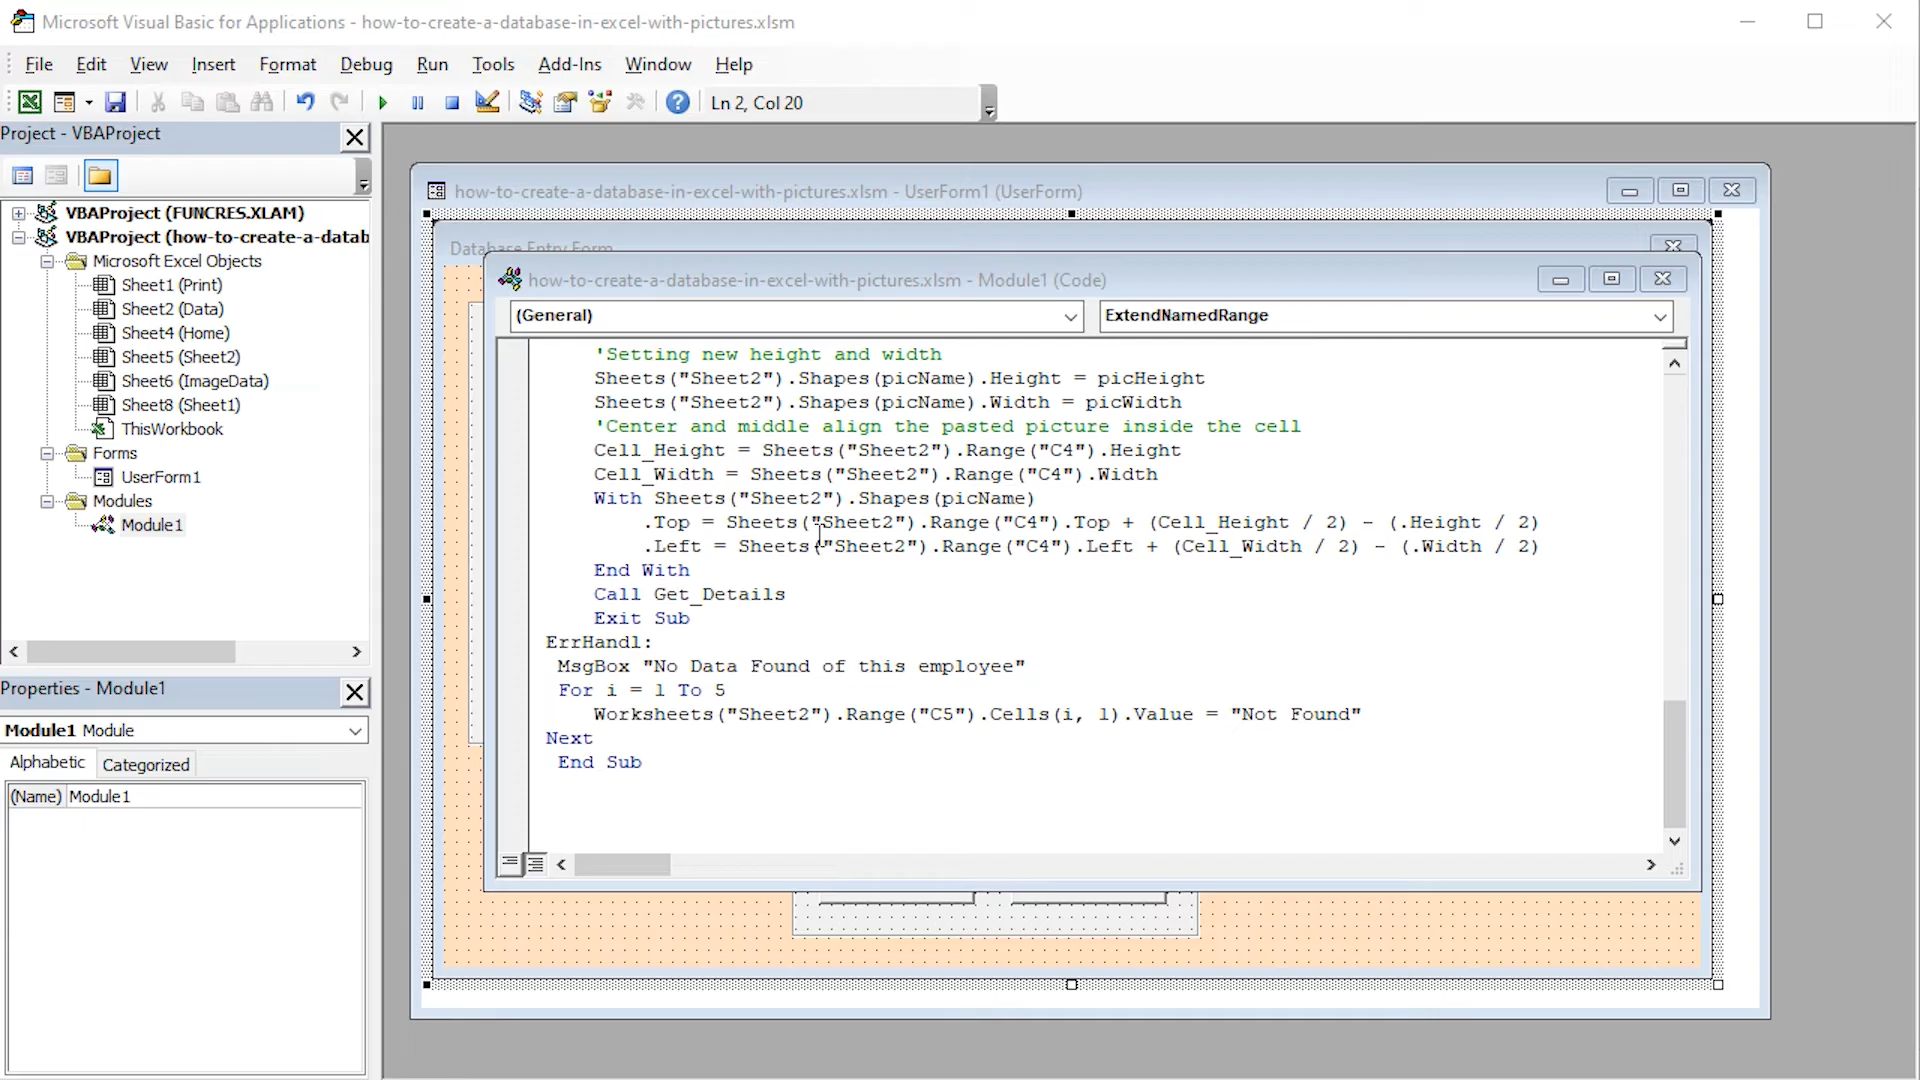 Microsoft Visual Basic for Applications - how-to-create-a-database-in-excel-with-pictures.xlsm
File Edit View Insert Format Debug Run Tools Add-Ins Window Help
Ln 2, Col 20
Project - VBAProject
VBAProject (FUNCRES.XLAM)
VBAProject (how-to-create-a-datab
Microsoft Excel Objects
Sheet1 (Print)
Sheet2 (Data)
Sheet4 (Home)
Sheet5 (Sheet2)
Sheet6 (ImageData)
Sheet8 (Sheet1)
ThisWorkbook
Forms
UserForm1
Modules
Module1
Properties - Module1
Module1 Module
Alphabetic Categorized
(Name) Module1
how-to-create-a-database-in-excel-with-pictures.xlsm - UserForm1 (UserForm)
Database Entry Form
how-to-create-a-database-in-excel-with-pictures.xlsm - Module1 (Code)
(General) ExtendNamedRange
'Setting new height and width
Sheets("Sheet2").Shapes(picName).Height = picHeight
Sheets("Sheet2").Shapes(picName).Width = picWidth
'Center and middle align the pasted picture inside the cell
Cell_Height = Sheets("Sheet2").Range("C4").Height
Cell_Width = Sheets("Sheet2").Range("C4").Width
With Sheets("Sheet2").Shapes(picName)
.Top = Sheets("Sheet2").Range("C4").Top + (Cell_Height / 2) - (.Height / 2)
.Left = Sheets("Sheet2").Range("C4").Left + (Cell_Width / 2) - (.Width / 2)
End With
Call Get_Details
Exit Sub
ErrHandl:
MsgBox "No Data Found of this employee"
For i = 1 To 5
Worksheets("Sheet2").Range("C5").Cells(i, 1).Value = "Not Found"
Next
End Sub